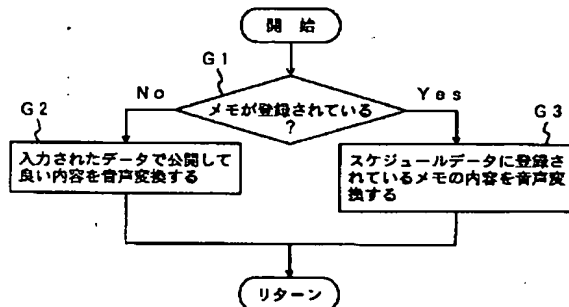 開始
G1
メモが登録されている
?
No
Yes
G2
入力されたデータで公開して
良い内容を音声変換する
G3
スケジュールデータに登録さ
れているメモの内容を音声変
換する
リターン